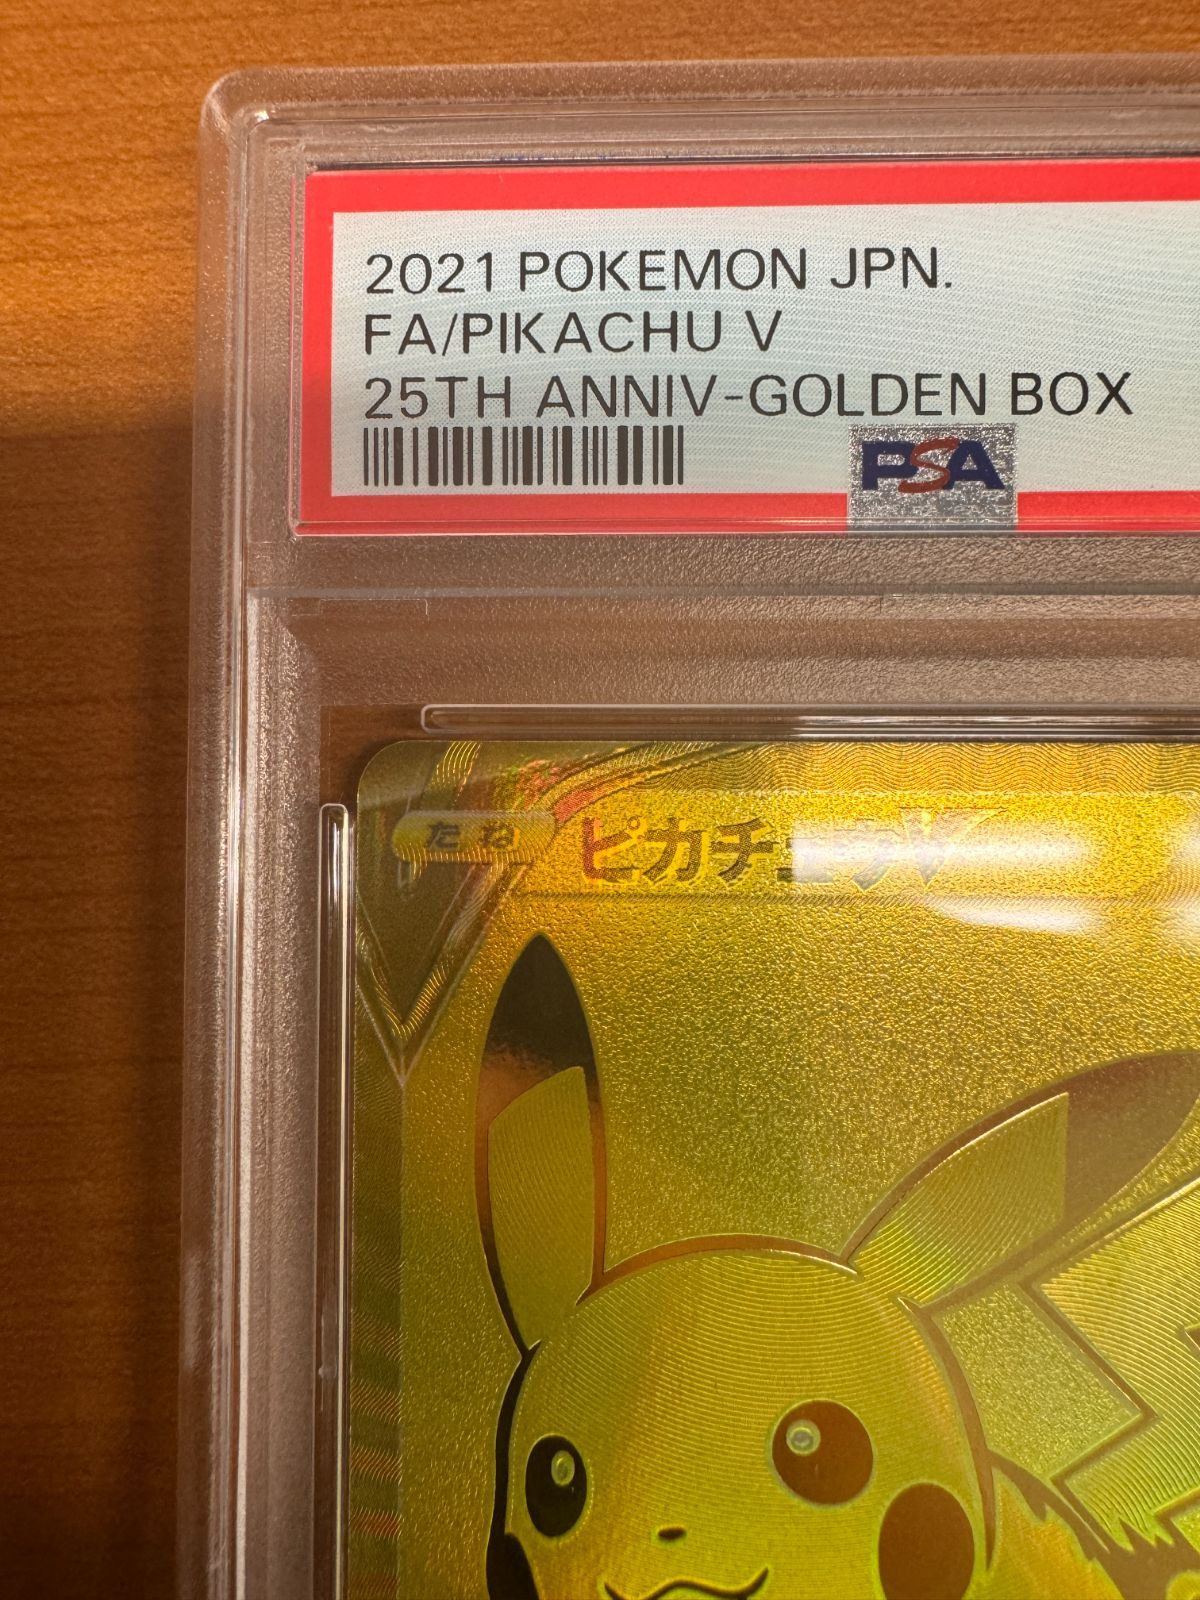 2021 POKEMON JPN.
FA/PIKACHU V
25TH ANNIV-GOLDEN BOX
PSA
たね ピカチュウV